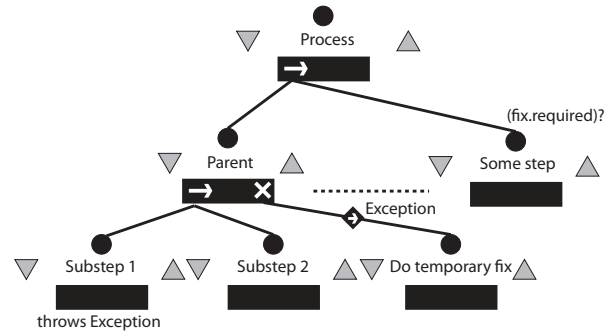 Process
(fix.required)?
Parent
Some step
Exception
Substep 1
Substep 2
Do temporary fix
throws Exception